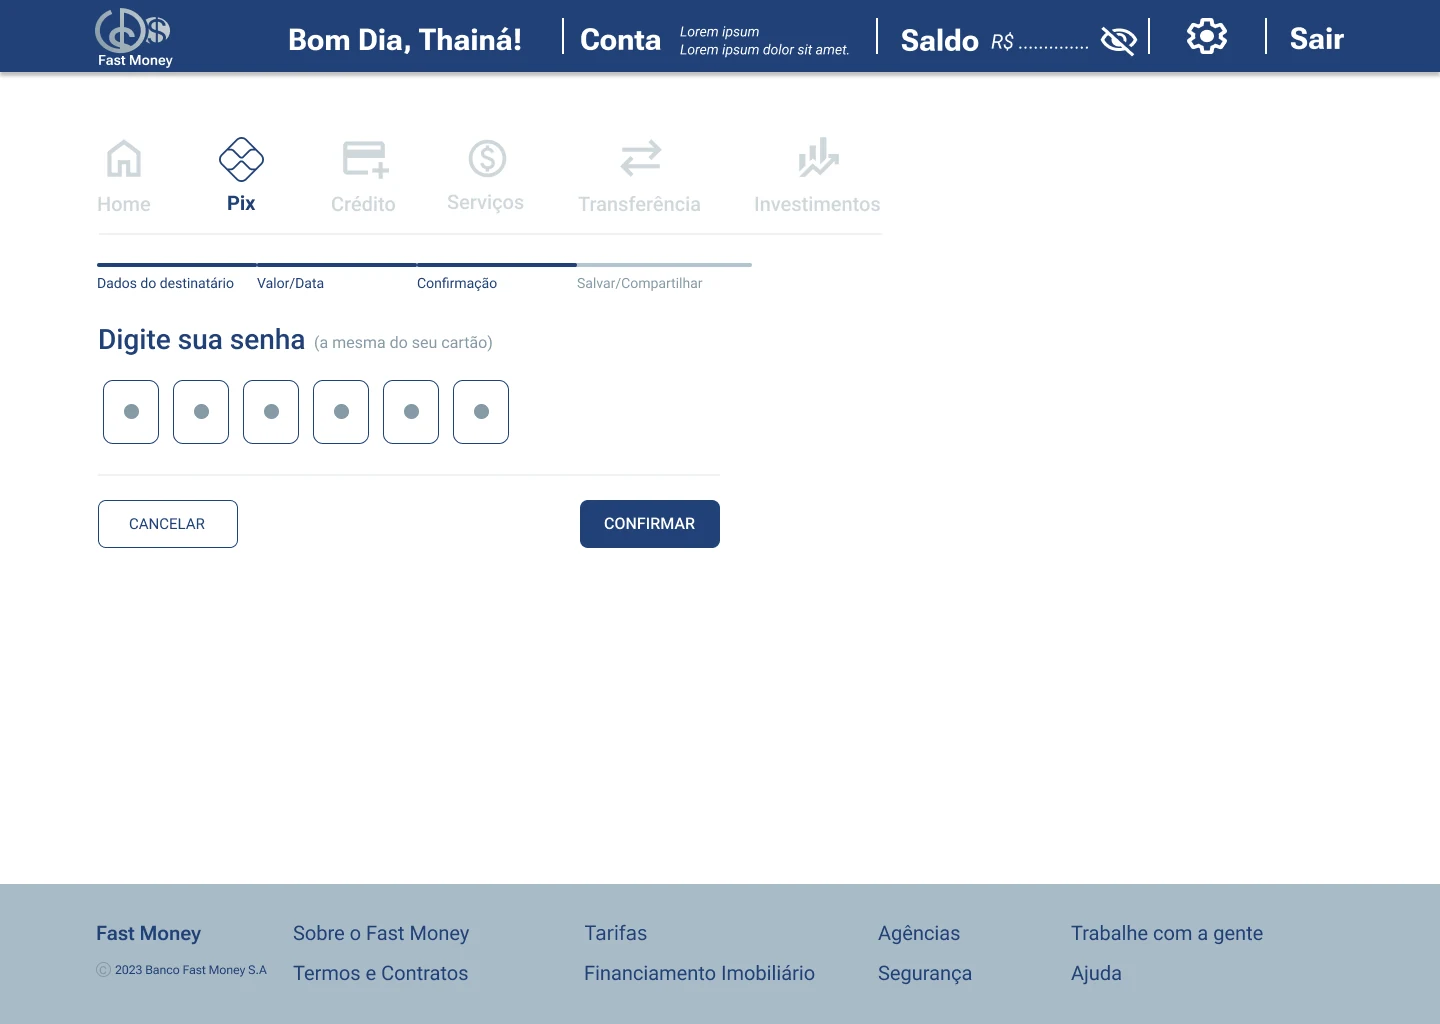 Fast Money
Bom Dia, Thainá!
Conta
Lorem ipsum
Lorem ipsum dolor sit amet.
Saldo R$ ..............
Sair
Home
Pix
Crédito
Serviços
Transferência
Investimentos
Dados do destinatário
Valor/Data
Confirmação
Salvar/Compartilhar
Digite sua senha (a mesma do seu cartão)
CANCELAR
CONFIRMAR
Fast Money
© 2023 Banco Fast Money S.A
Sobre o Fast Money
Termos e Contratos
Tarifas
Financiamento Imobiliário
Agências
Segurança
Trabalhe com a gente
Ajuda